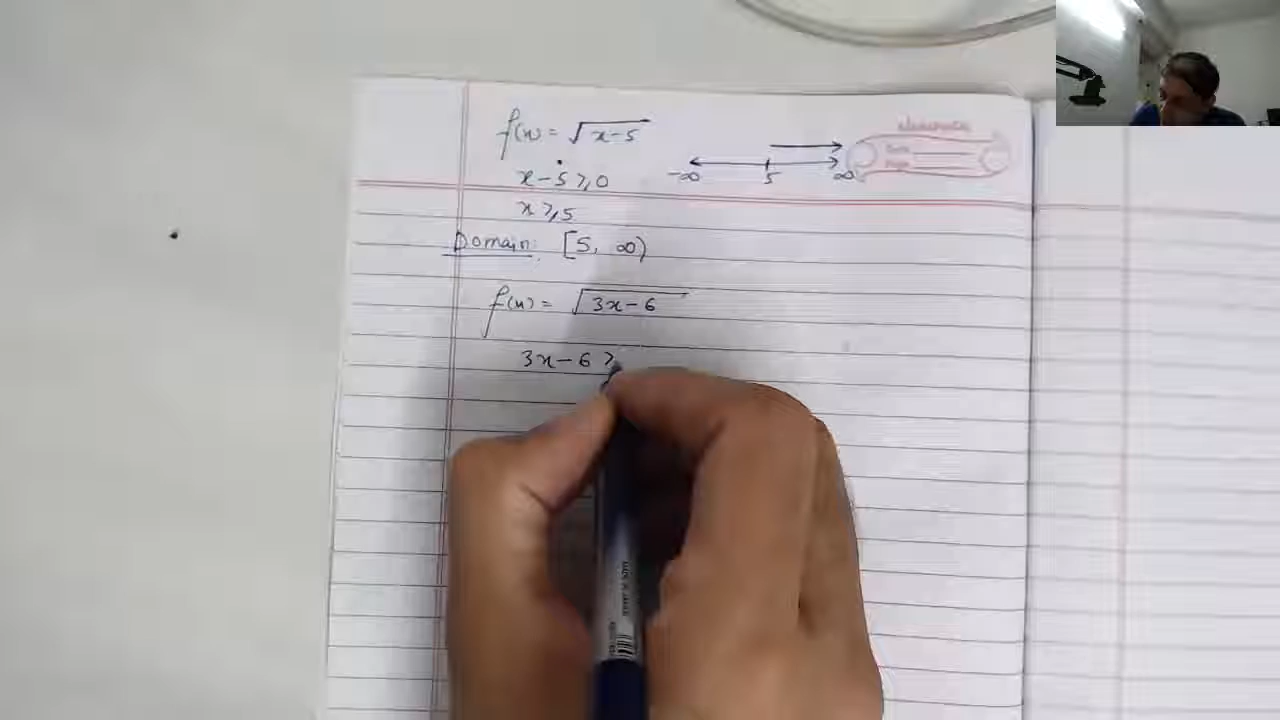 f(x) = √x-5
-∞ 5 ∞
x-5 ⩾ 0
x ⩾ 5
Domain: [5, ∞)
f(x) = √3x-6
3x-6 ⩾